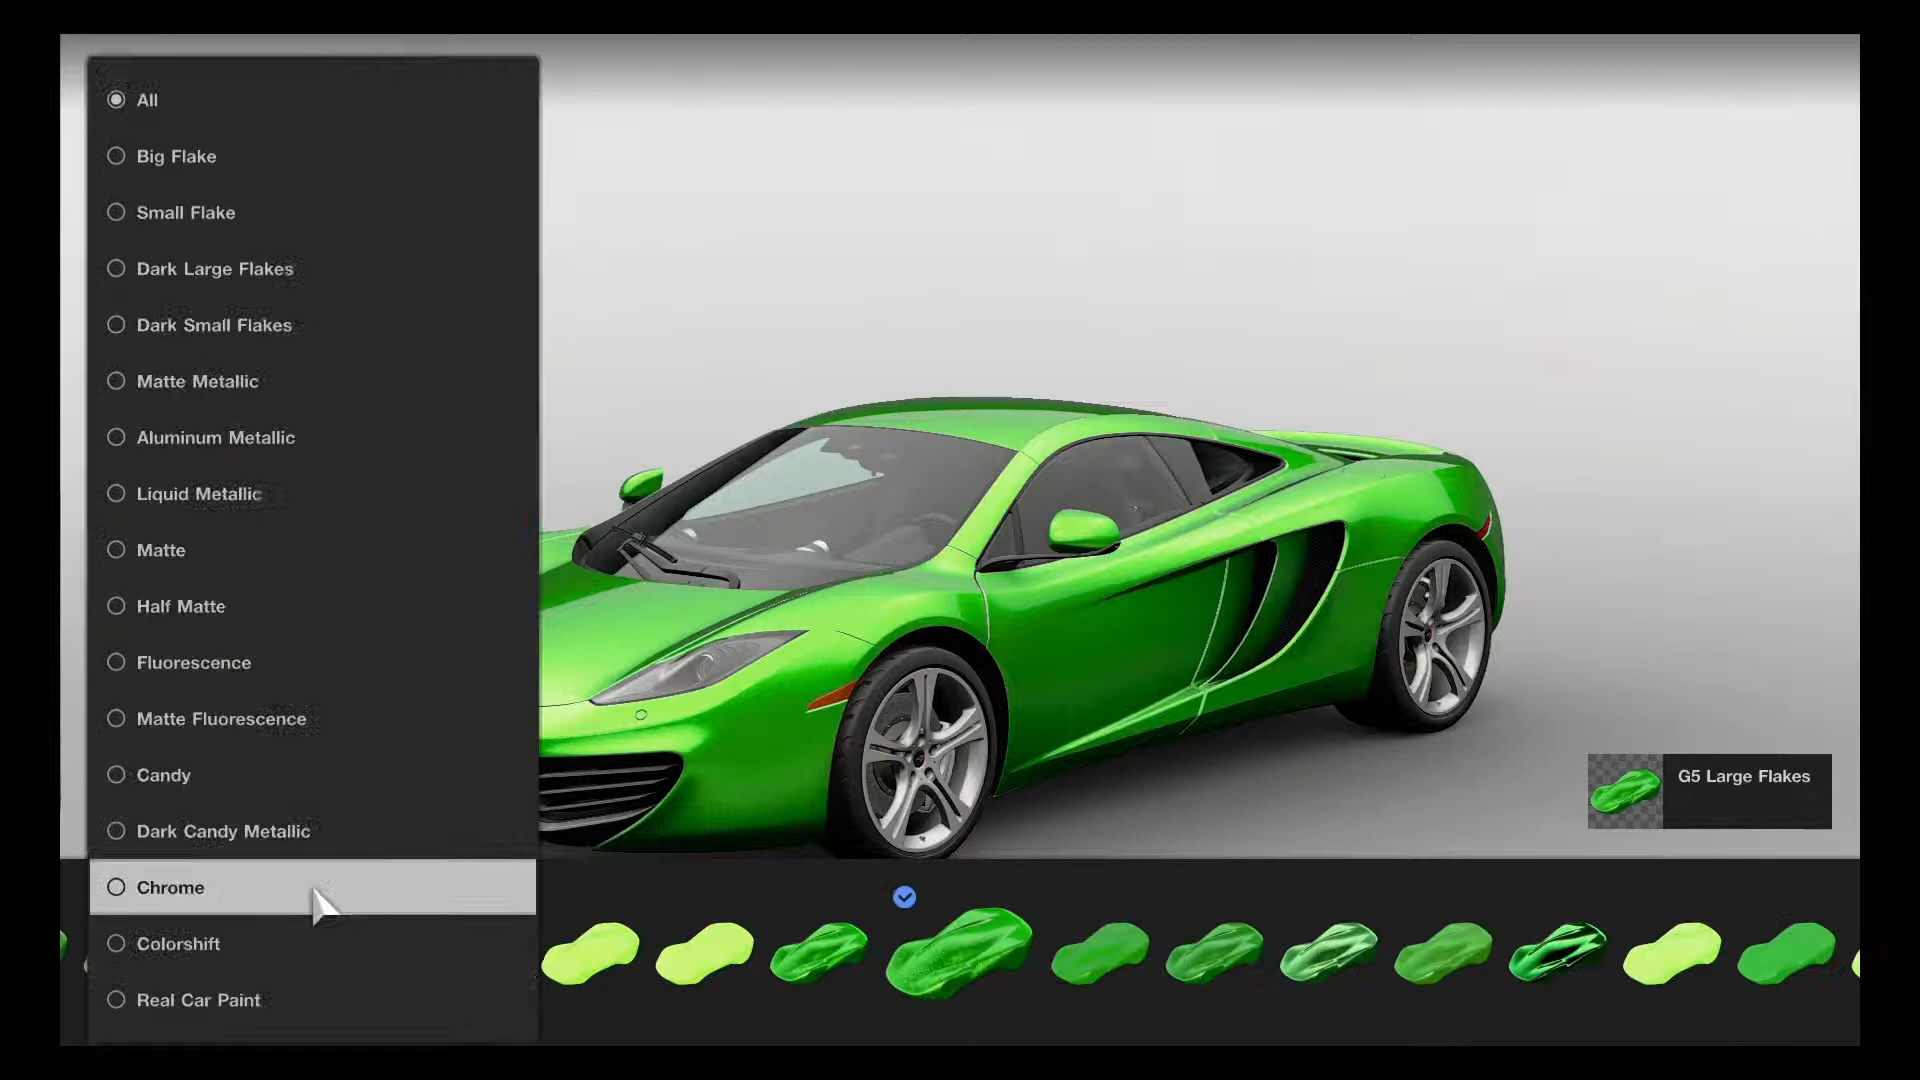 All
Big Flake
Small Flake
Dark Large Flakes
Dark Small Flakes
Matte Metallic
Aluminum Metallic
Liquid Metallic
Matte
Half Matte
Fluorescence
Matte Fluorescence
Candy
Dark Candy Metallic
Chrome
Colorshift
Real Car Paint
G5 Large Flakes